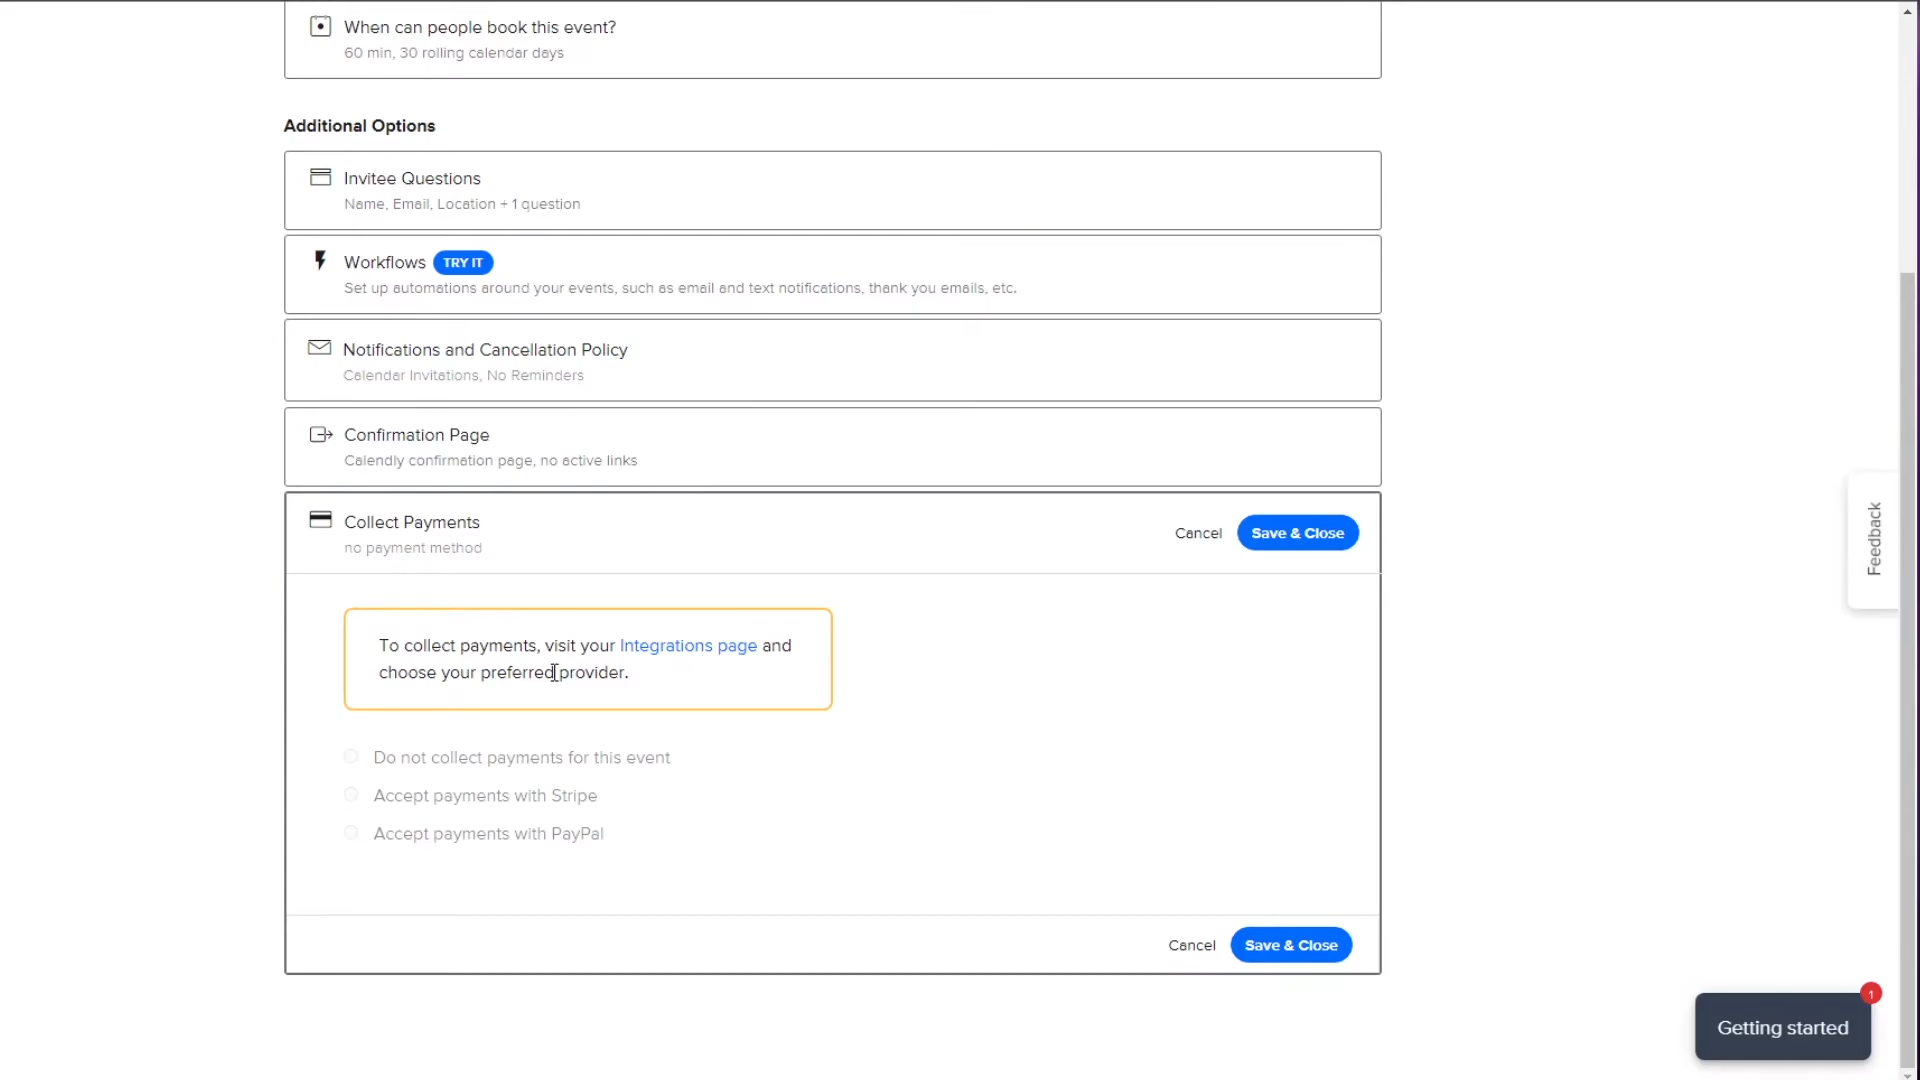 When can people book this event?
60 min, 30 rolling calendar days
Additional Options
Invitee Questions
Name, Email, Location + 1 question
Workflows TRY IT
Set up automations around your events, such as email and text notifications, thank you emails, etc.
Notifications and Cancellation Policy
Calendar Invitations, No Reminders
Confirmation Page
Calendly confirmation page, no active links
Collect Payments
no payment method
Cancel Save & Close
To collect payments, visit your Integrations page and
choose your preferred provider.
Do not collect payments for this event
Accept payments with Stripe
Accept payments with PayPal
Cancel Save & Close
Feedback
1
Getting started